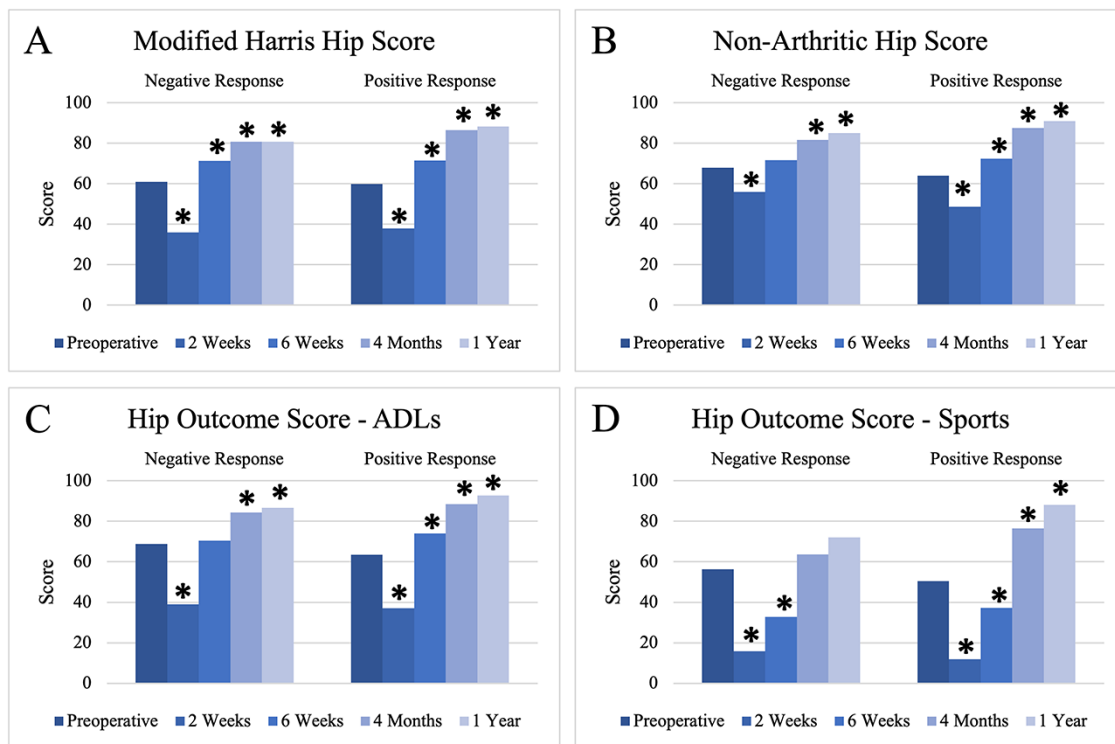 A
Modified Harris Hip Score
Negative Response Positive Response
100
80
60
40
20
0
Score
* * * * * * * *
Preoperative 2 Weeks 6 Weeks 4 Months 1 Year
B
Non-Arthritic Hip Score
Negative Response Positive Response
100
80
60
40
20
0
Score
* * * * * * *
Preoperative 2 Weeks 6 Weeks 4 Months 1 Year
C
Hip Outcome Score - ADLs
Negative Response Positive Response
100
80
60
40
20
0
Score
* * * * * * *
Preoperative 2 Weeks 6 Weeks 4 Months 1 Year
D
Hip Outcome Score - Sports
Negative Response Positive Response
100
80
60
40
20
0
Score
* * * * * *
Preoperative 2 Weeks 6 Weeks 4 Months 1 Year